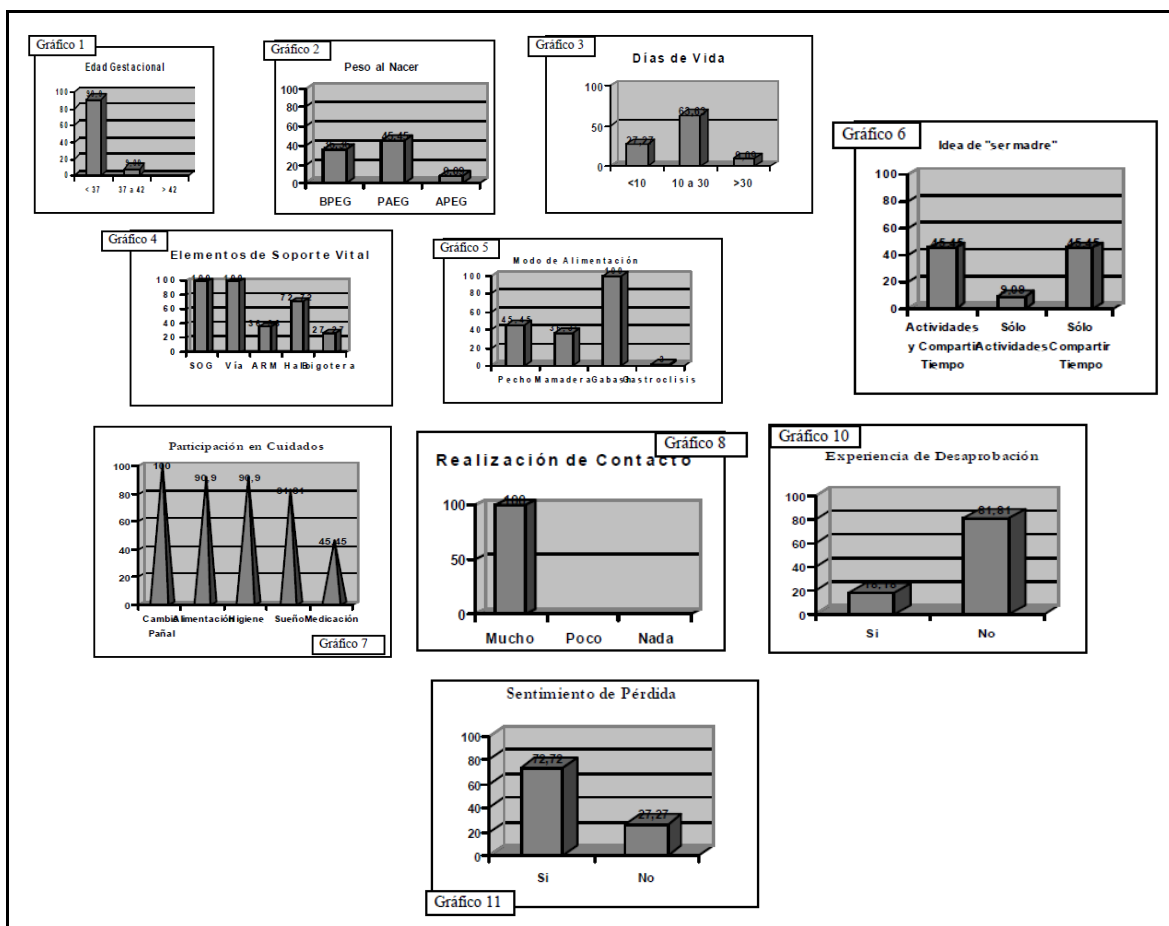 Gráfico 1
Edad Gestacional
100
80
60
40
20
0
9,09
< 37
37 a 42
> 42
Gráfico 2
Peso al Nacer
100
80
60
40
20
0
45,45
9,09
BPEG
PAEG
APEG
Gráfico 3
Días de Vida
100
50
0
27,27
63,63
9,09
<10
10 a 30
>30
Gráfico 4
Elementos de Soporte Vital
100
80
60
40
20
0
100
100
72,72
27,27
SOG
Vía
ARM
Gráfico 5
Modo de Alimentación
100
80
60
40
20
0
45,45
100
Pecho
Mamadera
Gráfico 6
Idea de "ser madre"
100
80
60
40
20
0
45,45
9,09
45,45
Actividades
y Compartir
Tiempo
Sólo
Actividades
Sólo
Compartir
Tiempo
Participación en Cuidados
100
80
60
40
20
0
100
90,9
90,9
81,81
45,45
Cambio
Pañal
Alimentación
Higiene
Sueño
Medicación
Gráfico 7
Gráfico 8
Realización de Contacto
100
50
0
100
Mucho
Poco
Nada
Gráfico 10
Experiencia de Desaprobación
100
80
60
40
20
0
18,18
81,81
Si
No
Sentimiento de Pérdida
100
80
60
40
20
0
72,72
27,27
Si
No
Gráfico 11